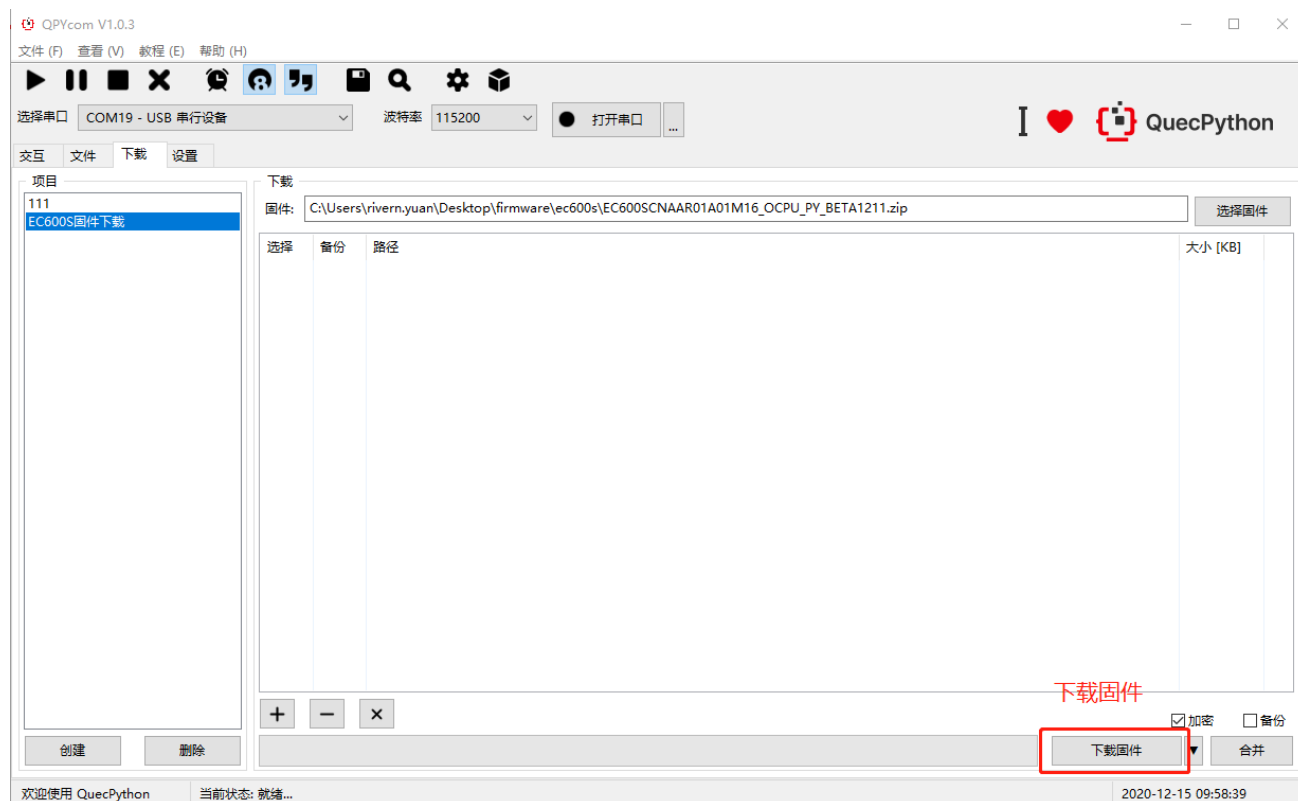 QPYcom V1.0.3
文件 (F) 查看 (V) 教程 (E) 帮助 (H)
选择串口 COM19 - USB 串行设备 波特率 115200 打开串口 ...
QuecPython
交互 文件 下载 设置
项目
111
EC600S固件下载
下载
固件: C:\Users\rivern.yuan\Desktop\firmware\ec600s\EC600SCNAAR01A01M16_OCPU_PY_BETA1211.zip 选择固件
选择 备份 路径 大小 [KB]
下载固件
加密 备份
创建 删除 下载固件 合并
欢迎使用 QuecPython 当前状态: 就绪... 2020-12-15 09:58:39